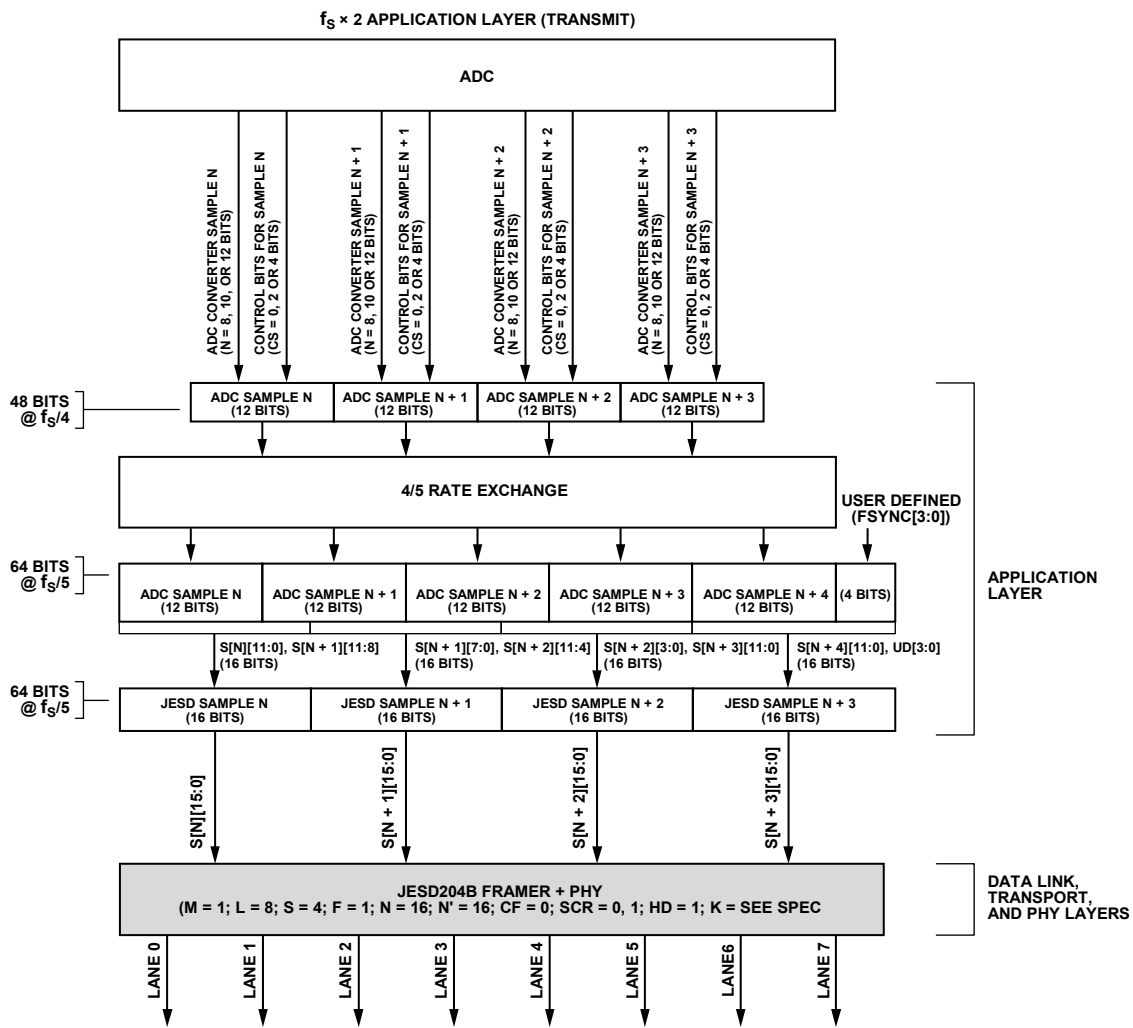 fS × 2 APPLICATION LAYER (TRANSMIT)
ADC
ADC CONVERTER SAMPLE N
(N = 8, 10, OR 12 BITS)
CONTROL BITS FOR SAMPLE N
(CS = 0, 2 OR 4 BITS)
ADC CONVERTER SAMPLE N + 1
(N = 8, 10 OR 12 BITS)
CONTROL BITS FOR SAMPLE N + 1
(CS = 0, 2 OR 4 BITS)
ADC CONVERTER SAMPLE N + 2
(N = 8, 10 OR 12 BITS)
CONTROL BITS FOR SAMPLE N + 2
(CS = 0, 2 OR 4 BITS)
ADC CONVERTER SAMPLE N + 3
(N = 8, 10 OR 12 BITS)
CONTROL BITS FOR SAMPLE N + 3
(CS = 0, 2 OR 4 BITS)
48 BITS
@ fS/4
ADC SAMPLE N
(12 BITS)
ADC SAMPLE N + 1
(12 BITS)
ADC SAMPLE N + 2
(12 BITS)
ADC SAMPLE N + 3
(12 BITS)
4/5 RATE EXCHANGE
USER DEFINED
(FSYNC[3:0])
64 BITS
@ fS/5
ADC SAMPLE N
(12 BITS)
ADC SAMPLE N + 1
(12 BITS)
ADC SAMPLE N + 2
(12 BITS)
ADC SAMPLE N + 3
(12 BITS)
ADC SAMPLE N + 4
(12 BITS)
(4 BITS)
APPLICATION
LAYER
S[N][11:0], S[N + 1][11:8]
(16 BITS)
S[N + 1][7:0], S[N + 2][11:4]
(16 BITS)
S[N + 2][3:0], S[N + 3][11:0]
(16 BITS)
S[N + 4][11:0], UD[3:0]
(16 BITS)
64 BITS
@ fS/5
JESD SAMPLE N
(16 BITS)
JESD SAMPLE N + 1
(16 BITS)
JESD SAMPLE N + 2
(16 BITS)
JESD SAMPLE N + 3
(16 BITS)
S[N][15:0]
S[N + 1][15:0]
S[N + 2][15:0]
S[N + 3][15:0]
JESD204B FRAMER + PHY
(M = 1; L = 8; S = 4; F = 1; N = 16; N' = 16; CF = 0; SCR = 0, 1; HD = 1; K = SEE SPEC
DATA LINK,
TRANSPORT,
AND PHY LAYERS
LANE 0
LANE 1
LANE 2
LANE 3
LANE 4
LANE 5
LANE6
LANE 7